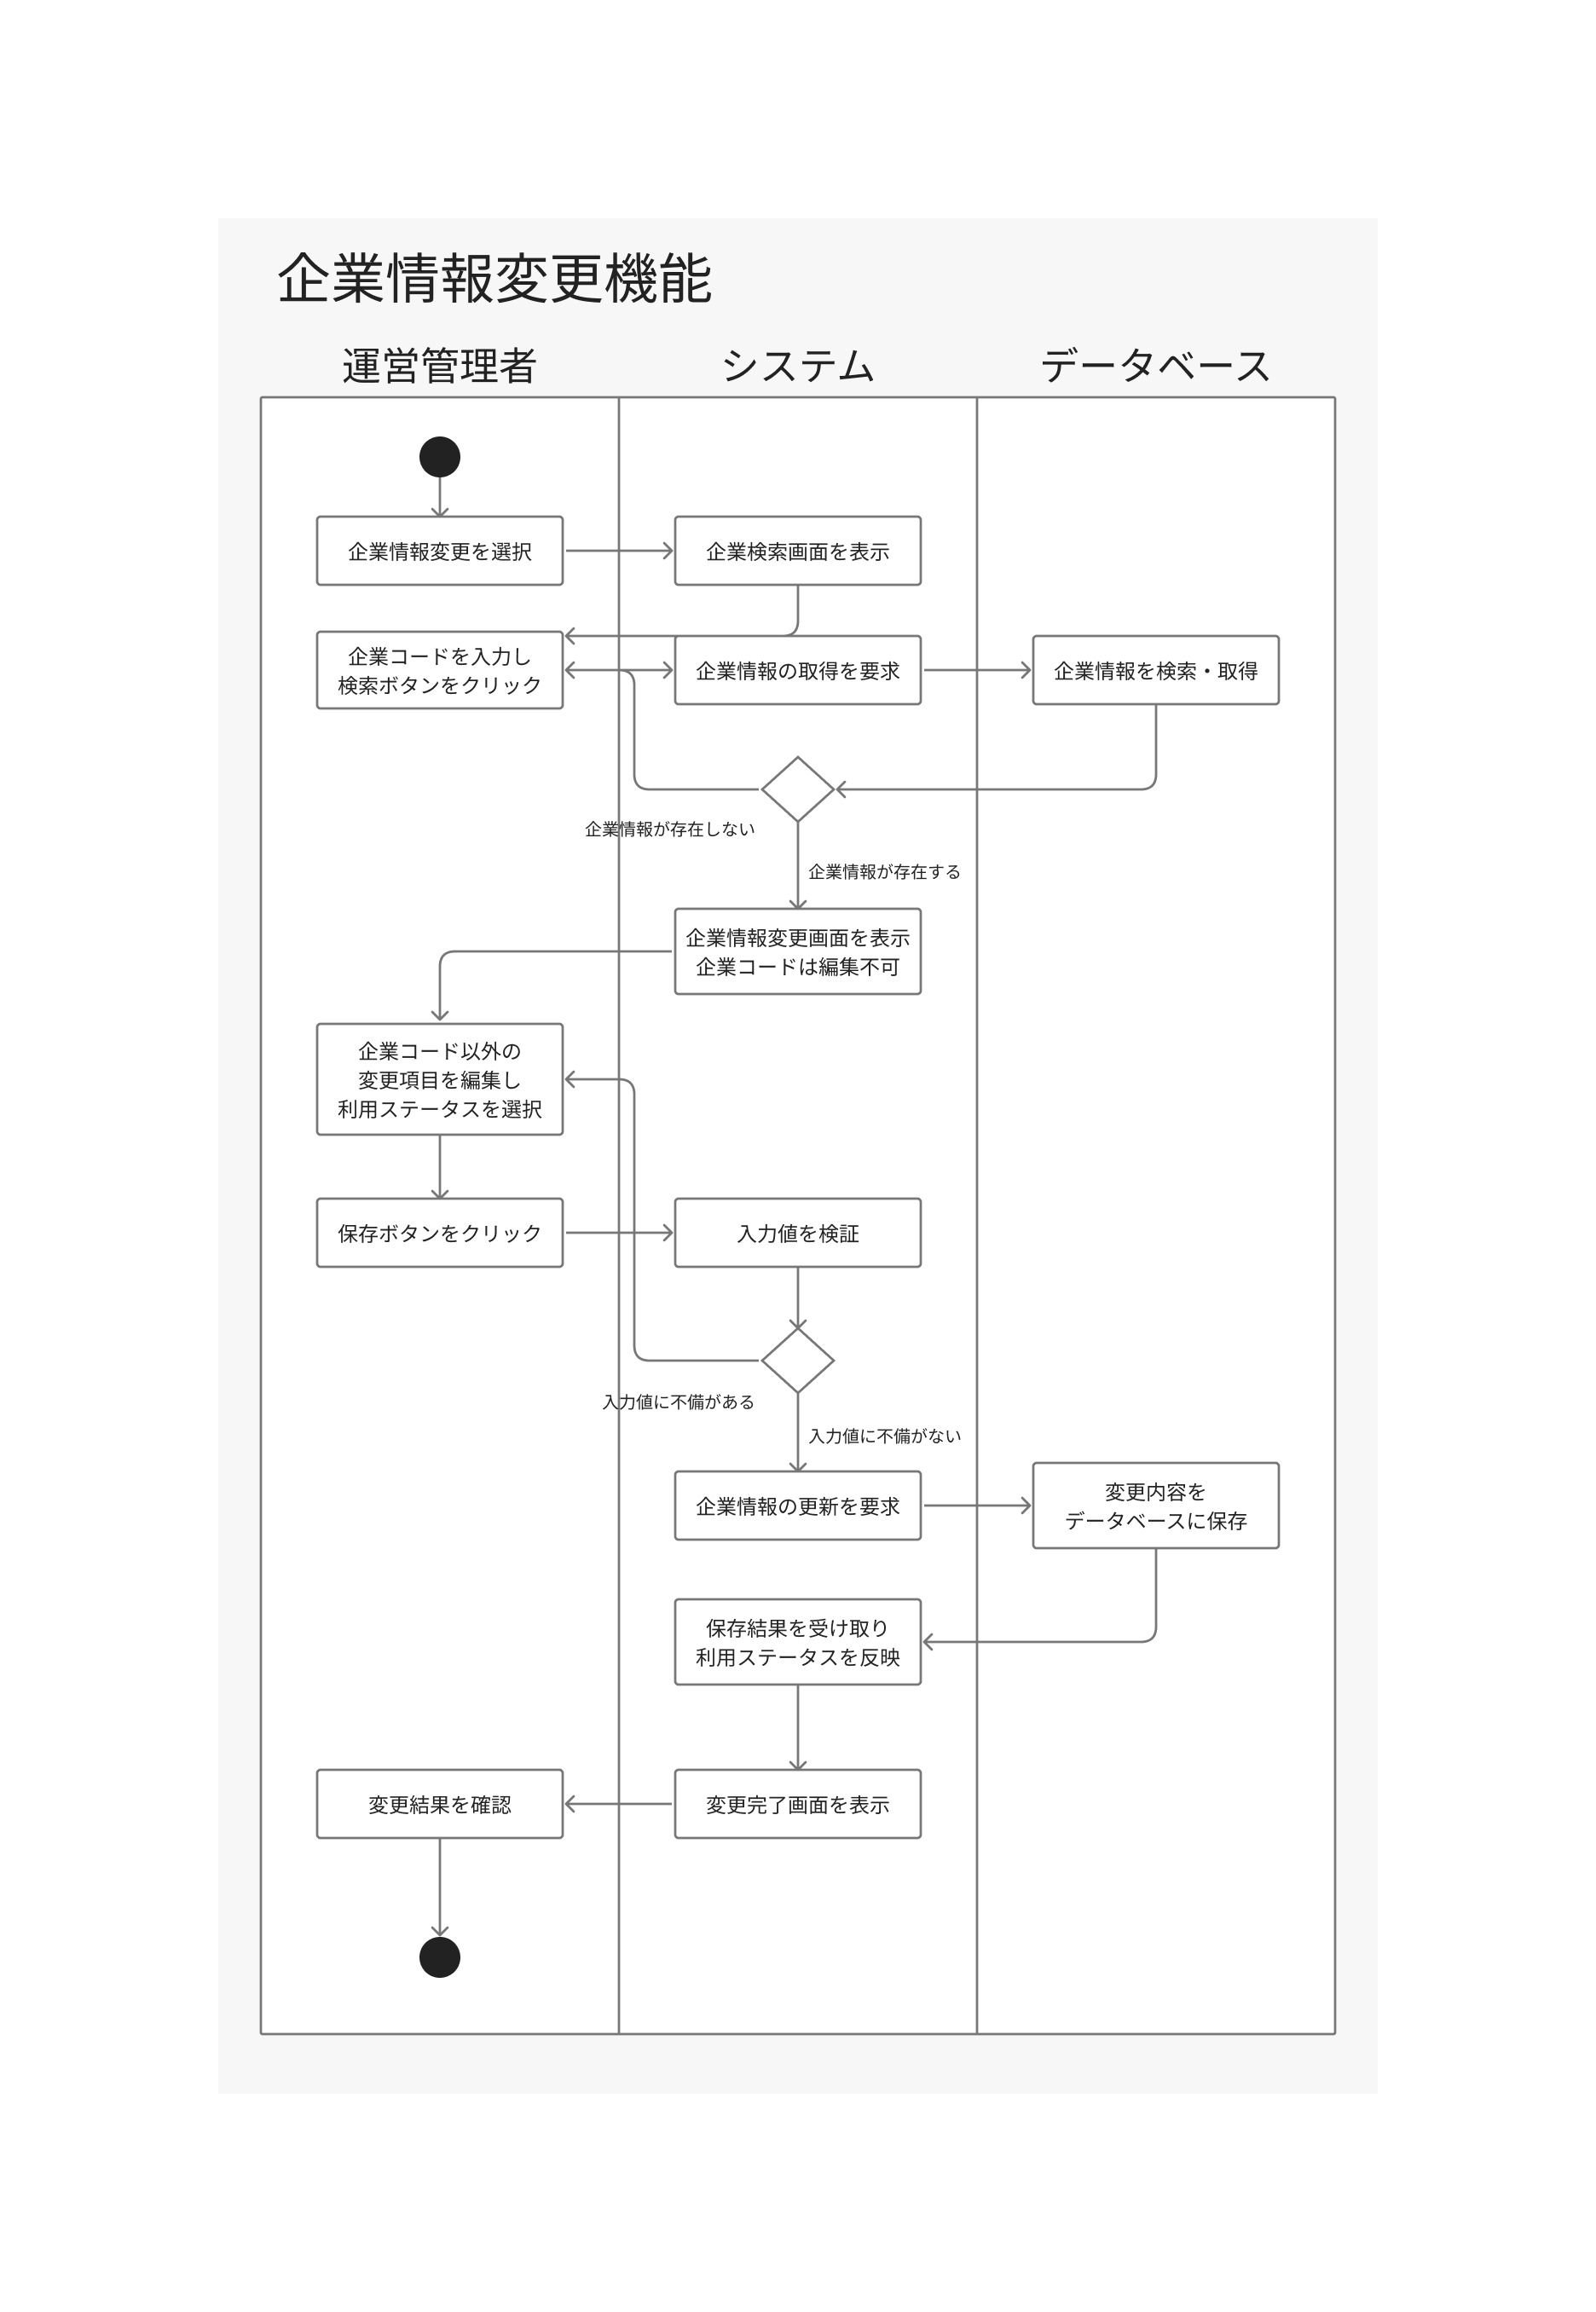 企業情報変更機能
運営管理者
システム
データベース
企業情報変更を選択
企業検索画面を表示
企業コードを入力し
検索ボタンをクリック
企業情報の取得を要求
企業情報を検索・取得
企業情報が存在しない
企業情報が存在する
企業情報変更画面を表示
企業コードは編集不可
企業コード以外の
変更項目を編集し
利用ステータスを選択
保存ボタンをクリック
入力値を検証
入力値に不備がある
入力値に不備がない
企業情報の更新を要求
変更内容を
データベースに保存
保存結果を受け取り
利用ステータスを反映
変更結果を確認
変更完了画面を表示